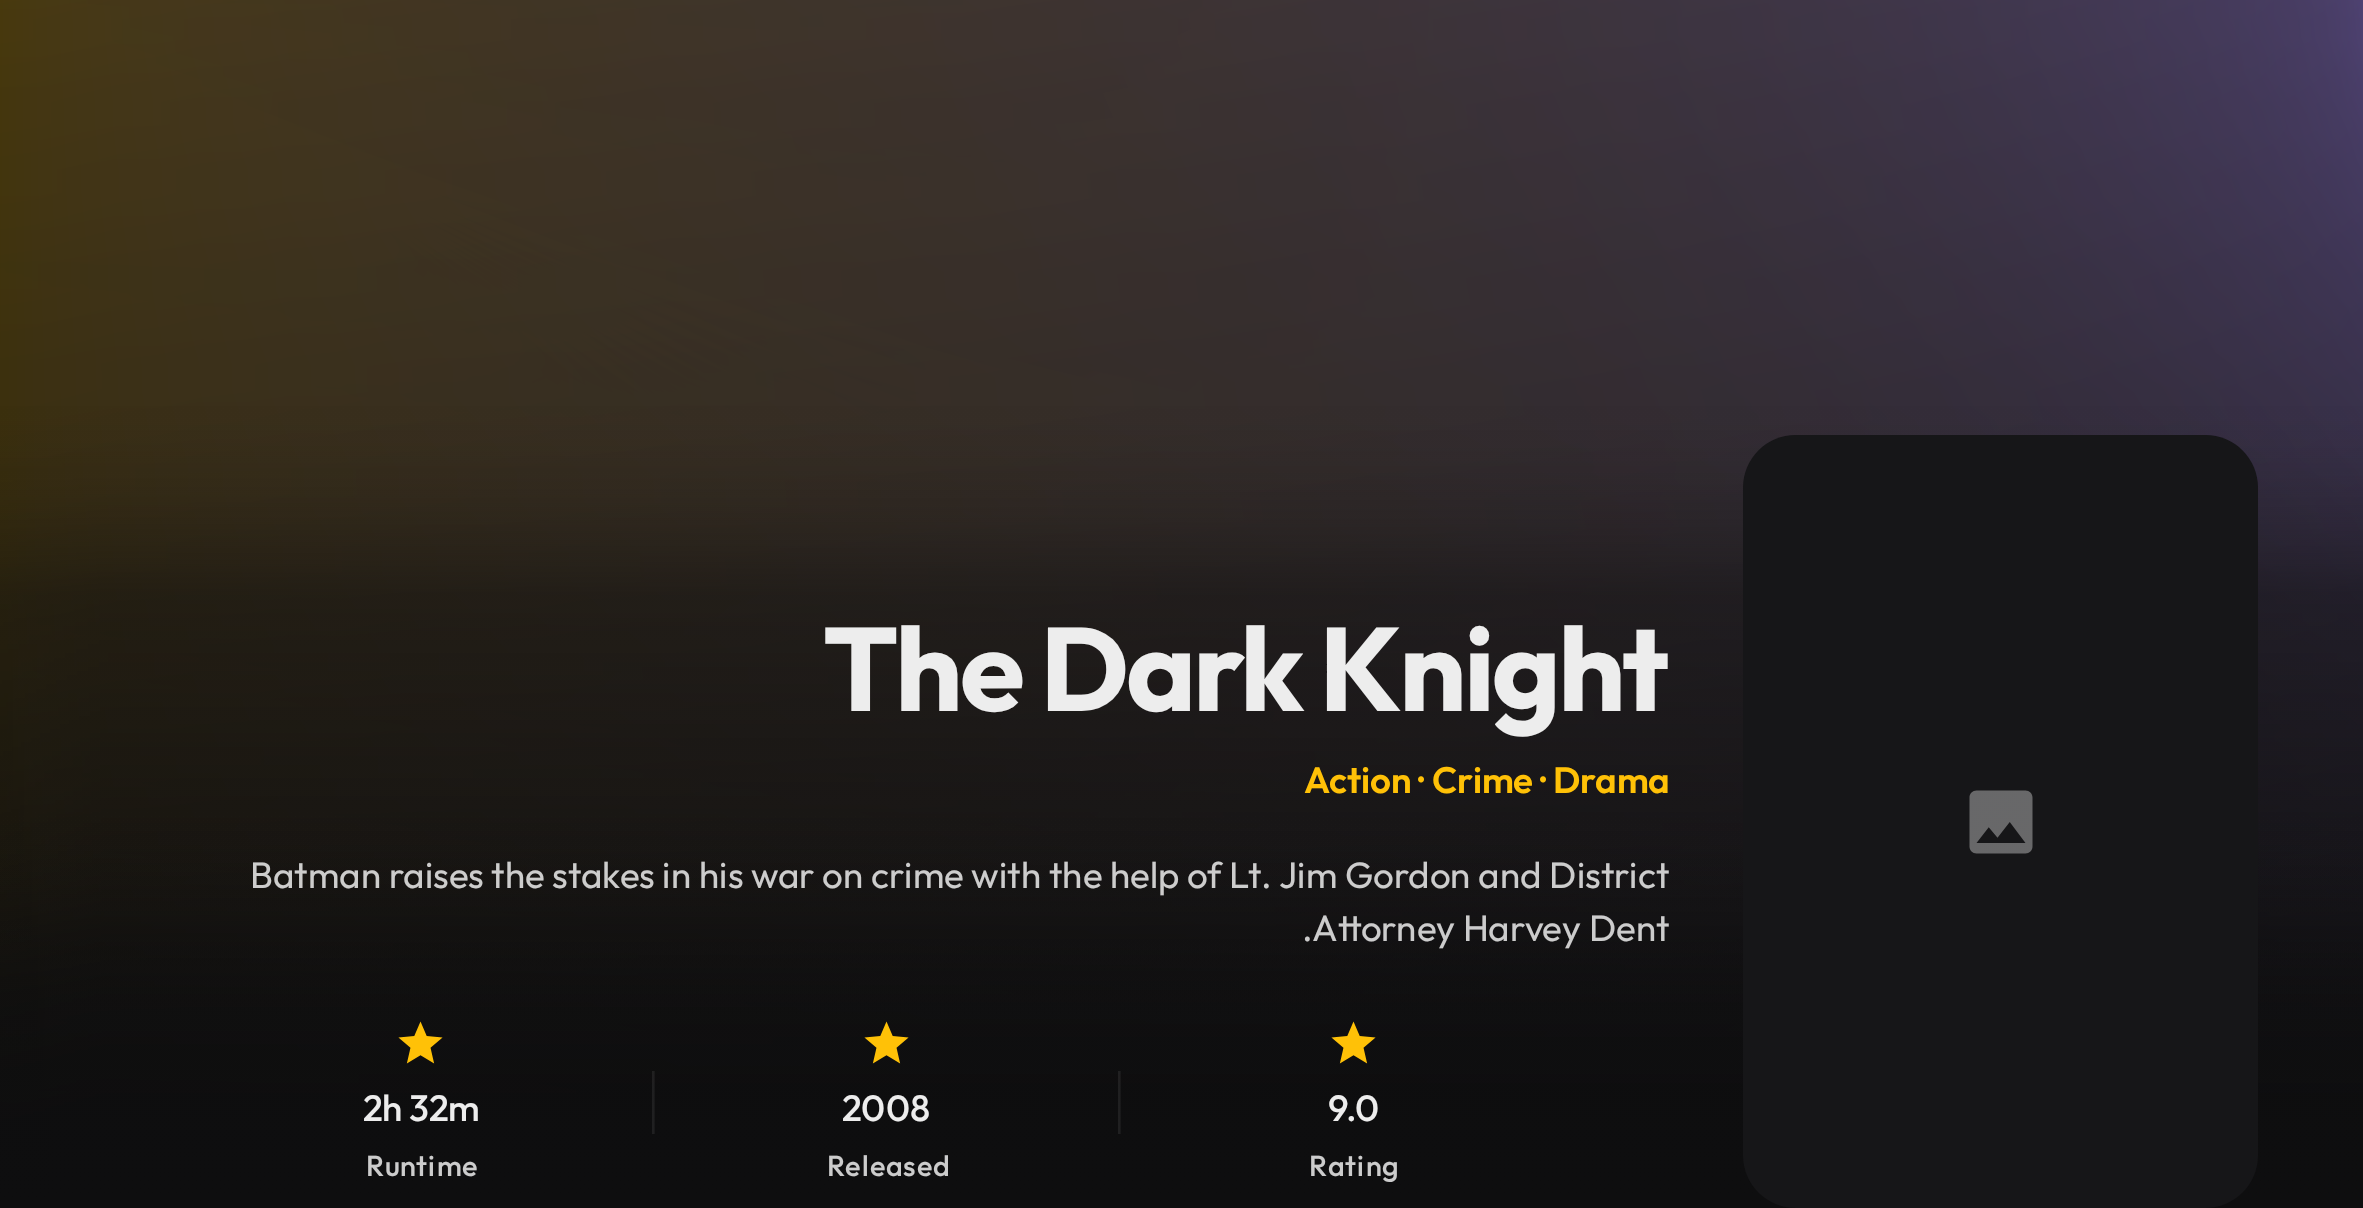 The Dark Knight
Action · Crime · Drama
Batman raises the stakes in his war on crime with the help of Lt. Jim Gordon and District
.Attorney Harvey Dent
9.0
Rating
2008
Released
2h 32m
Runtime